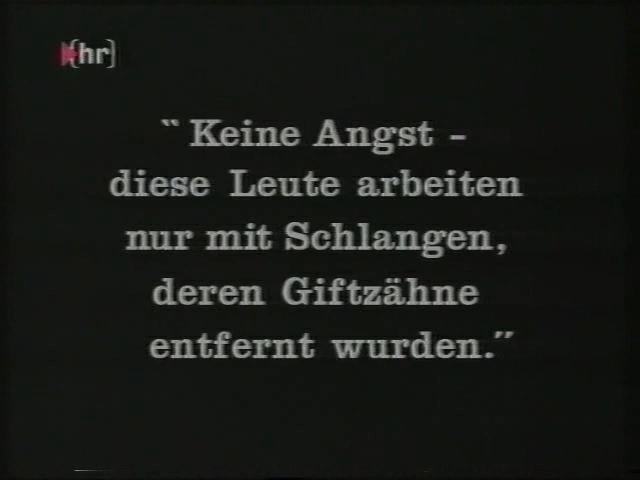 (hr)
“Keine Angst -
diese Leute arbeiten
nur mit Schlangen,
deren Giftzähne
entfernt wurden.”